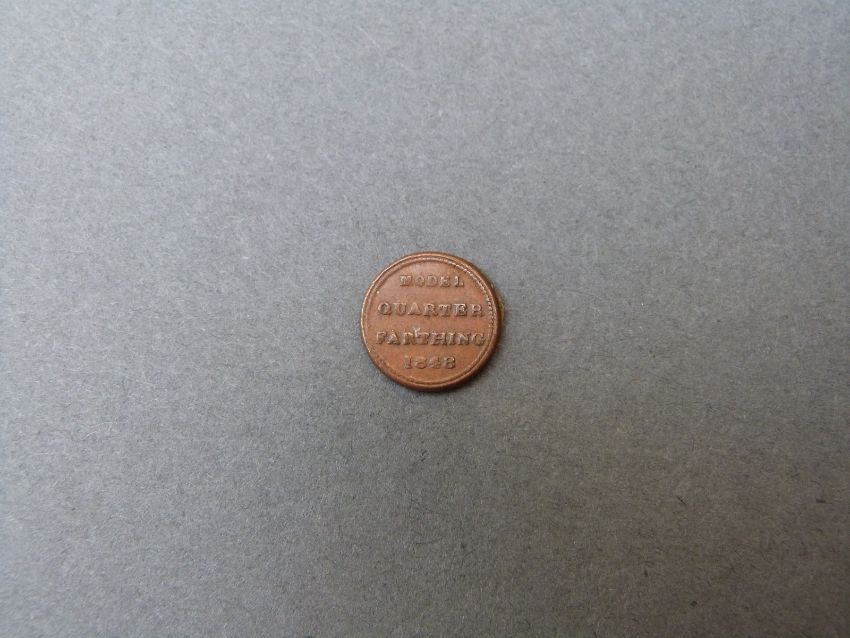 MODEL
QUARTER
FARTHING
1848